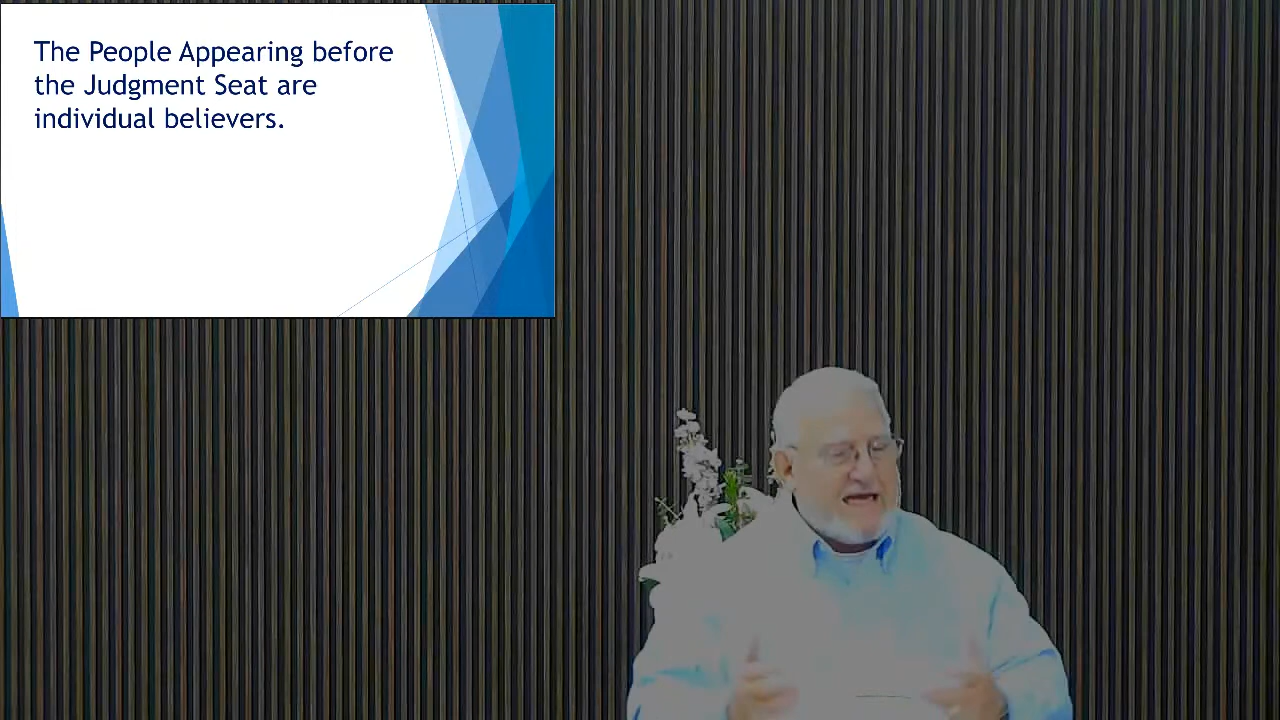 The People Appearing before
the Judgment Seat are
individual believers.